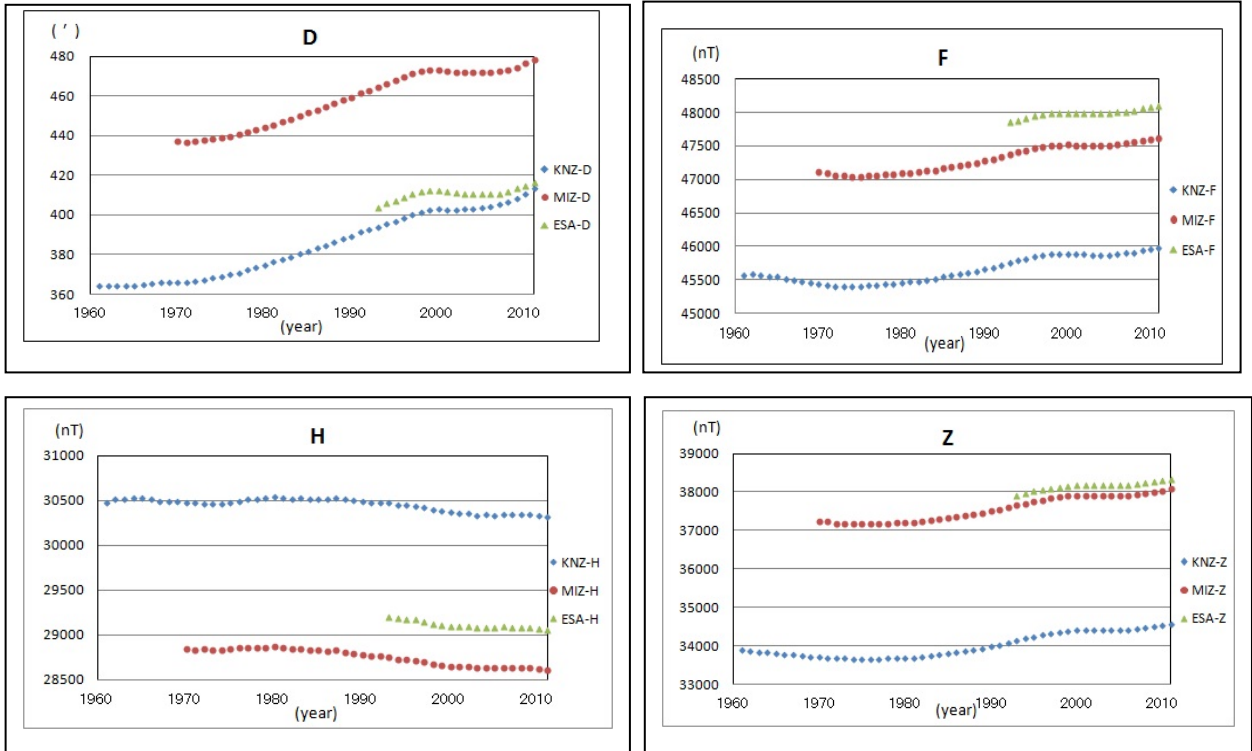 ( ′ )
D
480
460
440
420
400
380
360
1960 1970 1980 1990 2000 2010
(year)
KNZ-D
MIZ-D
ESA-D
(nT)
F
48500
48000
47500
47000
46500
46000
45500
45000
1960 1970 1980 1990 2000 2010
(year)
KNZ-F
MIZ-F
ESA-F
(nT)
H
31000
30500
30000
29500
29000
28500
1960 1970 1980 1990 2000 2010
(year)
KNZ-H
MIZ-H
ESA-H
(nT)
Z
39000
38000
37000
36000
35000
34000
33000
1960 1970 1980 1990 2000 2010
(year)
KNZ-Z
MIZ-Z
ESA-Z